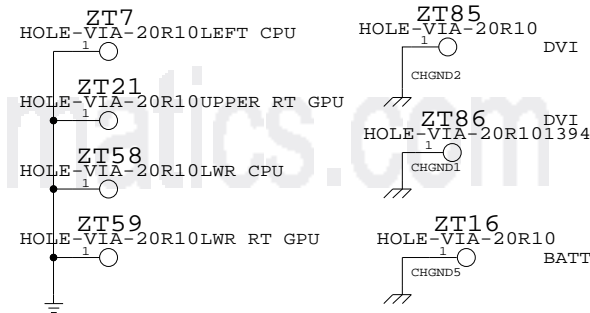 ZT7
HOLE-VIA-20R10LEFT CPU
1
ZT21
HOLE-VIA-20R10UPPER RT GPU
1
ZT58
HOLE-VIA-20R10LWR CPU
1
ZT59
HOLE-VIA-20R10LWR RT GPU
1
ZT85
HOLE-VIA-20R10
1
DVI
CHGND2
ZT86
DVI
HOLE-VIA-20R101394
1
CHGND1
ZT16
HOLE-VIA-20R10
1
BATT
CHGND5
matics.com